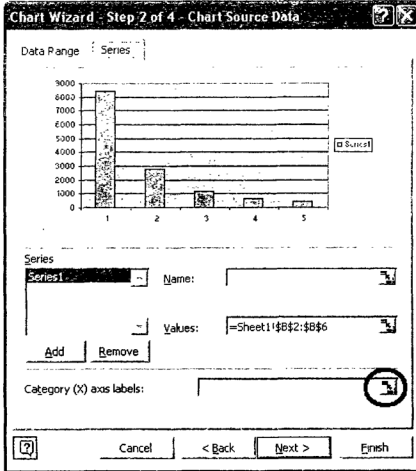 Chart Wizard - Step 2 of 4 - Chart Source Data
Data Range Series
9000
8000
7000
6000
5000
4000
3000
2000
1000
0
1 2 3 4 5
Series1
Series
Series1
Name:
Values: =Sheet1!$B$2:$B$6
Add Remove
Category (X) axis labels:
Cancel < Back Next > Finish